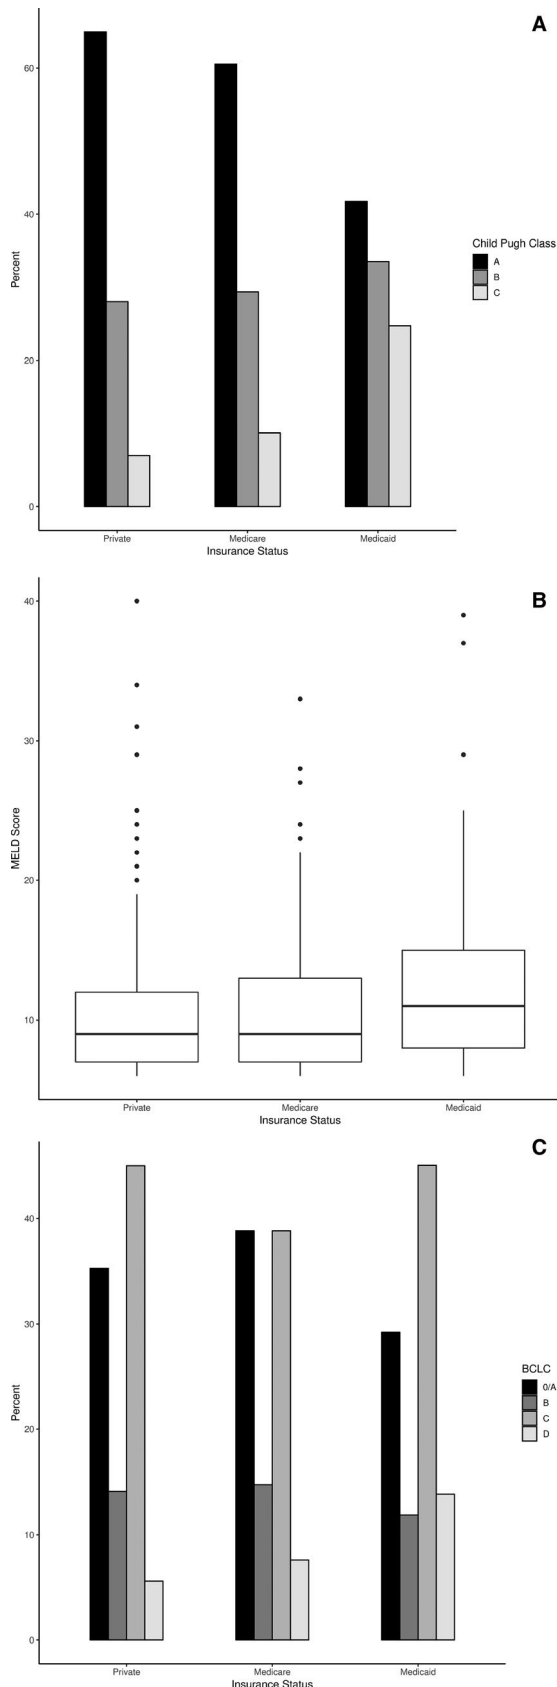 A
60
40
20
0
Percent
Child Pugh Class
A
B
C
Private Medicare Medicaid
Insurance Status
B
40
30
20
10
MELD Score
Private Medicare Medicaid
Insurance Status
C
40
30
20
10
0
Percent
BCLC
0/A
B
C
D
Private Medicare Medicaid
Insurance Status